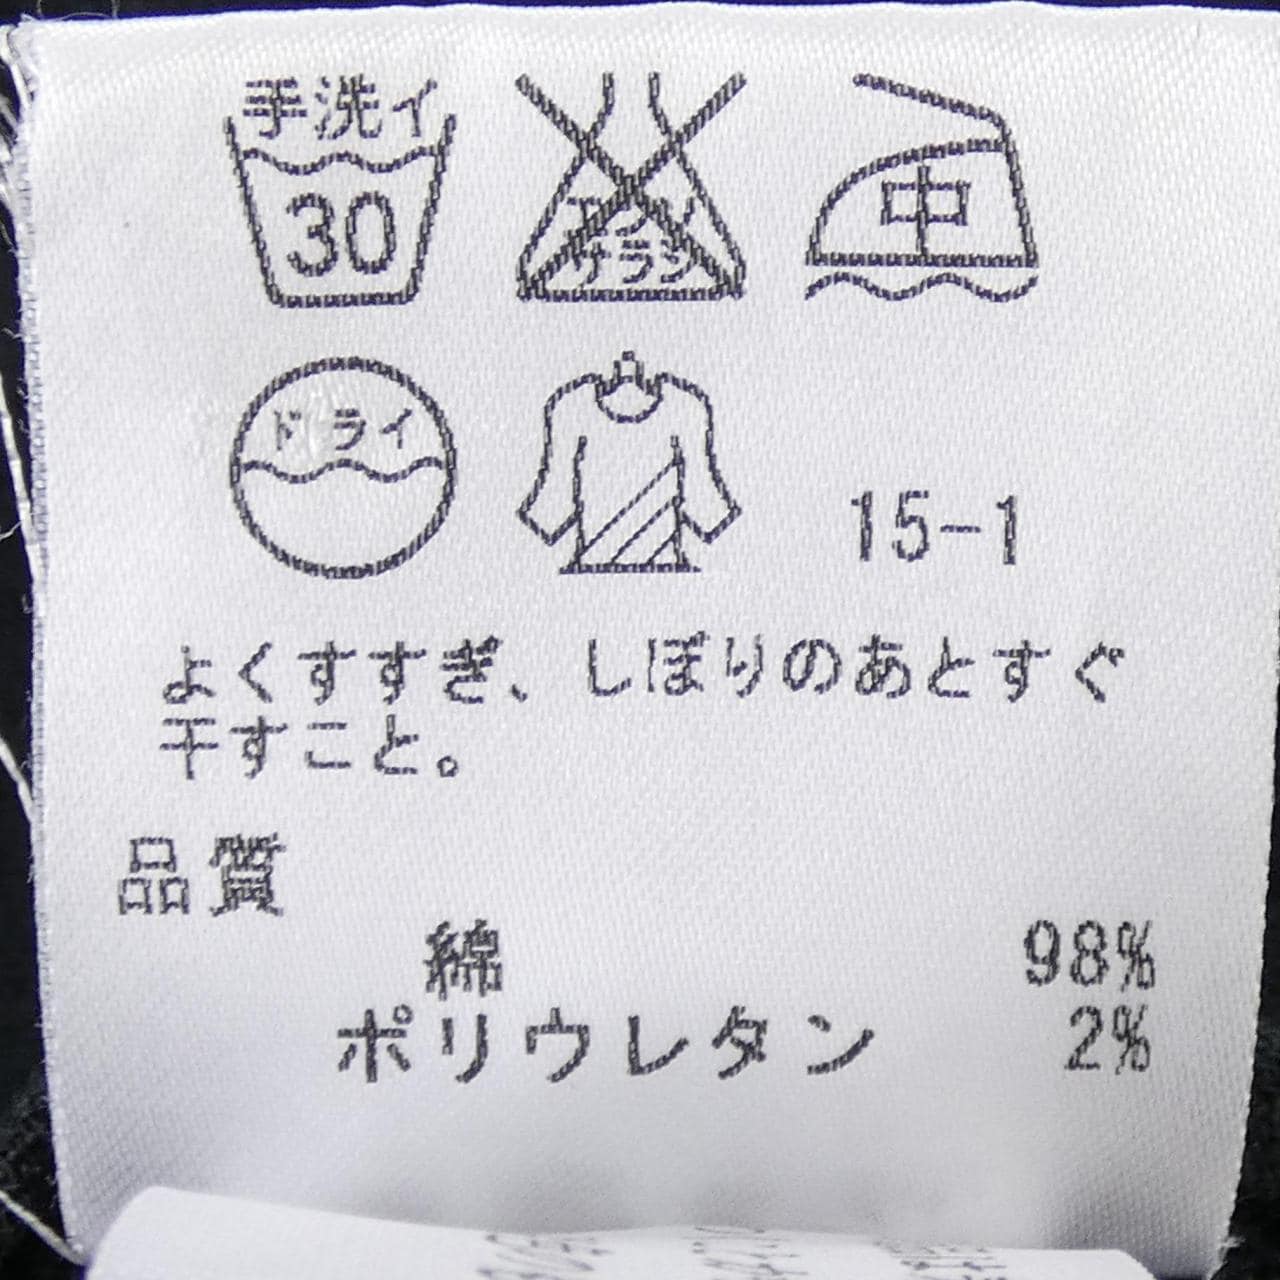 手洗イ
30
エンソ
サラシ
中
ドライ
15-1
よくすすぎ、しぼりのあとすぐ
干すこと。
品質
綿 98%
ポリウレタン 2%